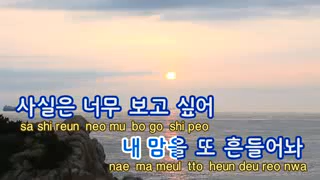 사실은 너무 보고 싶어
sa shi reun neo mu bo go shi peo
내 맘을 또 흔들어놔
nae ma meul tto heun deu reo nwa